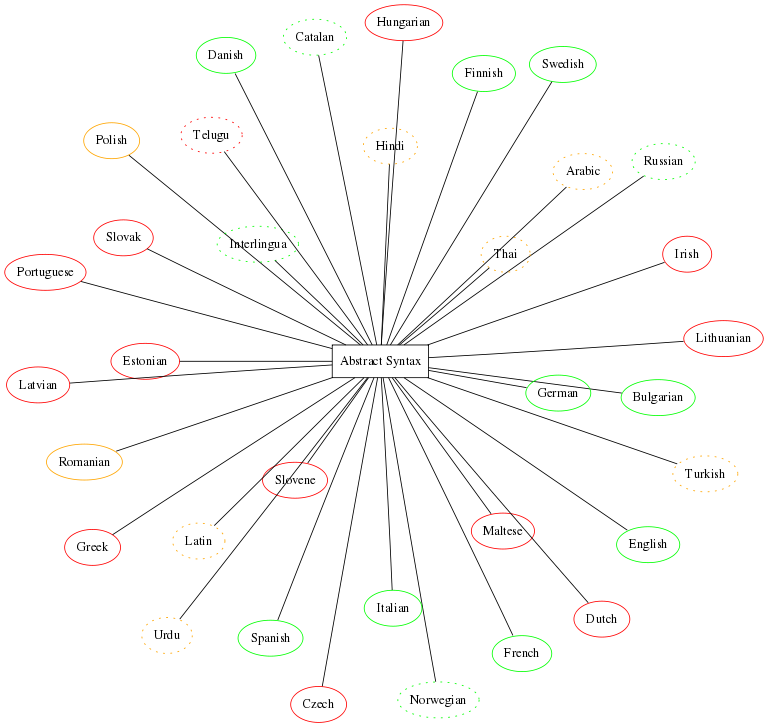 Hungarian
Catalan
Danish
Swedish
Finnish
Telugu
Polish
Hindi
Russian
Arabic
Slovak
Interlingua
Thai
Irish
Portuguese
Lithuanian
Estonian
Abstract Syntax
Latvian
German
Bulgarian
Romanian
Turkish
Slovene
Maltese
Latin
Greek
English
Italian
Dutch
Urdu
Spanish
French
Norwegian
Czech